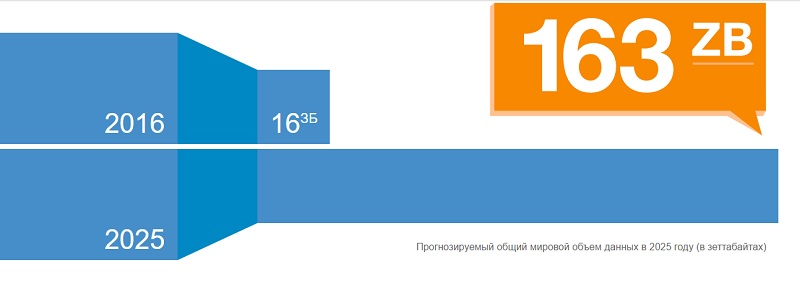 163 ZB
2016
16ЗБ
2025
Прогнозируемый общий мировой объем данных в 2025 году (в зеттабайтах)